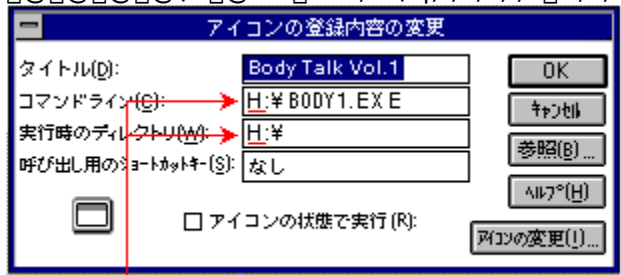 アイコンの登録内容の変更
タイトル(D): Body Talk Vol.1 OK
コマンドライン(C): H:¥BODY1.EXE ｷｬﾝｾﾙ
実行時のディレクトリ(W): H:¥ 参照(B)...
呼び出し用のｼｮｰﾄｶｯﾄｷｰ(S): なし ﾍﾙﾌﾟ(H)
アイコンの状態で実行(R): ｱｲｺﾝの変更(I)...